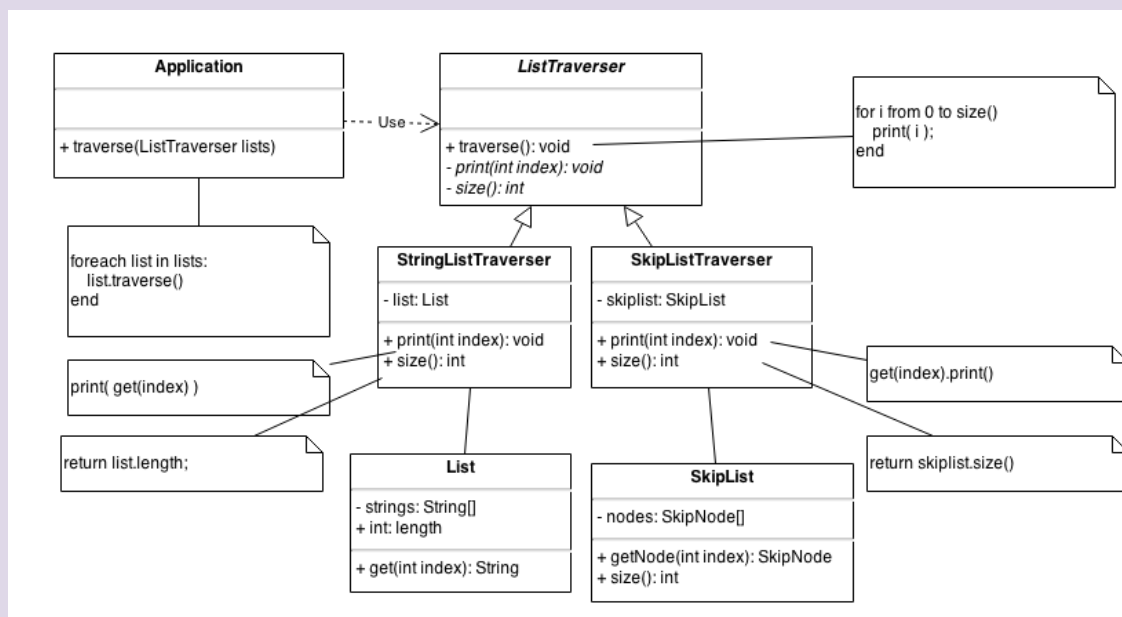 Application
+ traverse(ListTraverser lists)
Use
ListTraverser
+ traverse(): void
- print(int index): void
- size(): int
for i from 0 to size()
print( i );
end
foreach list in lists:
list.traverse()
end
StringListTraverser
- list: List
+ print(int index): void
+ size(): int
SkipListTraverser
- skiplist: SkipList
+ print(int index): void
+ size(): int
print( get(index) )
get(index).print()
return list.length;
return skiplist.size()
List
- strings: String[]
+ int: length
+ get(int index): String
SkipList
- nodes: SkipNode[]
+ getNode(int index): SkipNode
+ size(): int